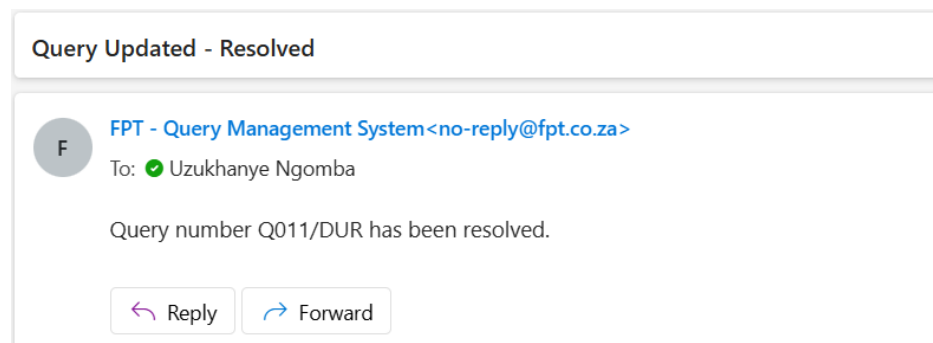 Query Updated - Resolved
F
FPT - Query Management System<no-reply@fpt.co.za>
To: Uzukhanye Ngomba
Query number Q011/DUR has been resolved.
Reply
Forward